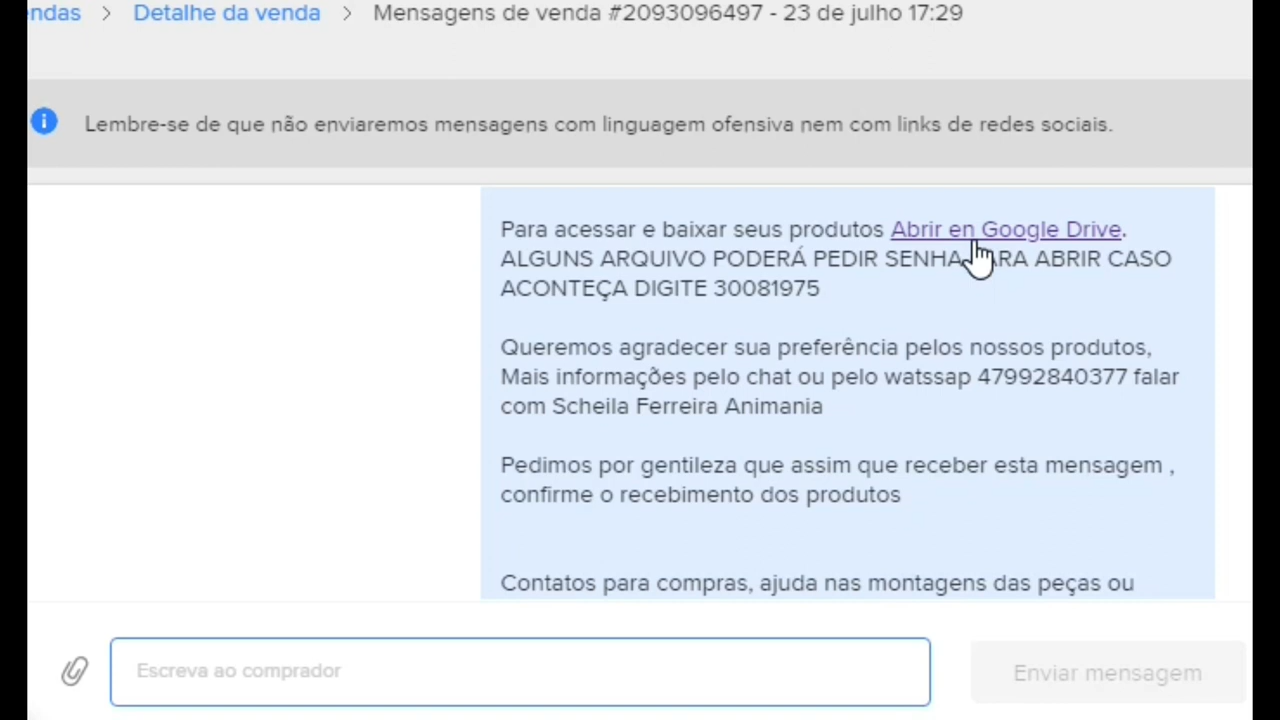 ndas > Detalhe da venda > Mensagens de venda #2093096497 - 23 de julho 17:29
Lembre-se de que não enviaremos mensagens com linguagem ofensiva nem com links de redes sociais.
Para acessar e baixar seus produtos Abrir en Google Drive.
ALGUNS ARQUIVO PODERÁ PEDIR SENHA PARA ABRIR CASO
ACONTEÇA DIGITE 30081975
Queremos agradecer sua preferência pelos nossos produtos,
Mais informações pelo chat ou pelo watssap 47992840377 falar
com Scheila Ferreira Animania
Pedimos por gentileza que assim que receber esta mensagem ,
confirme o recebimento dos produtos
Contatos para compras, ajuda nas montagens das peças ou
Escreva ao comprador
Enviar mensagem